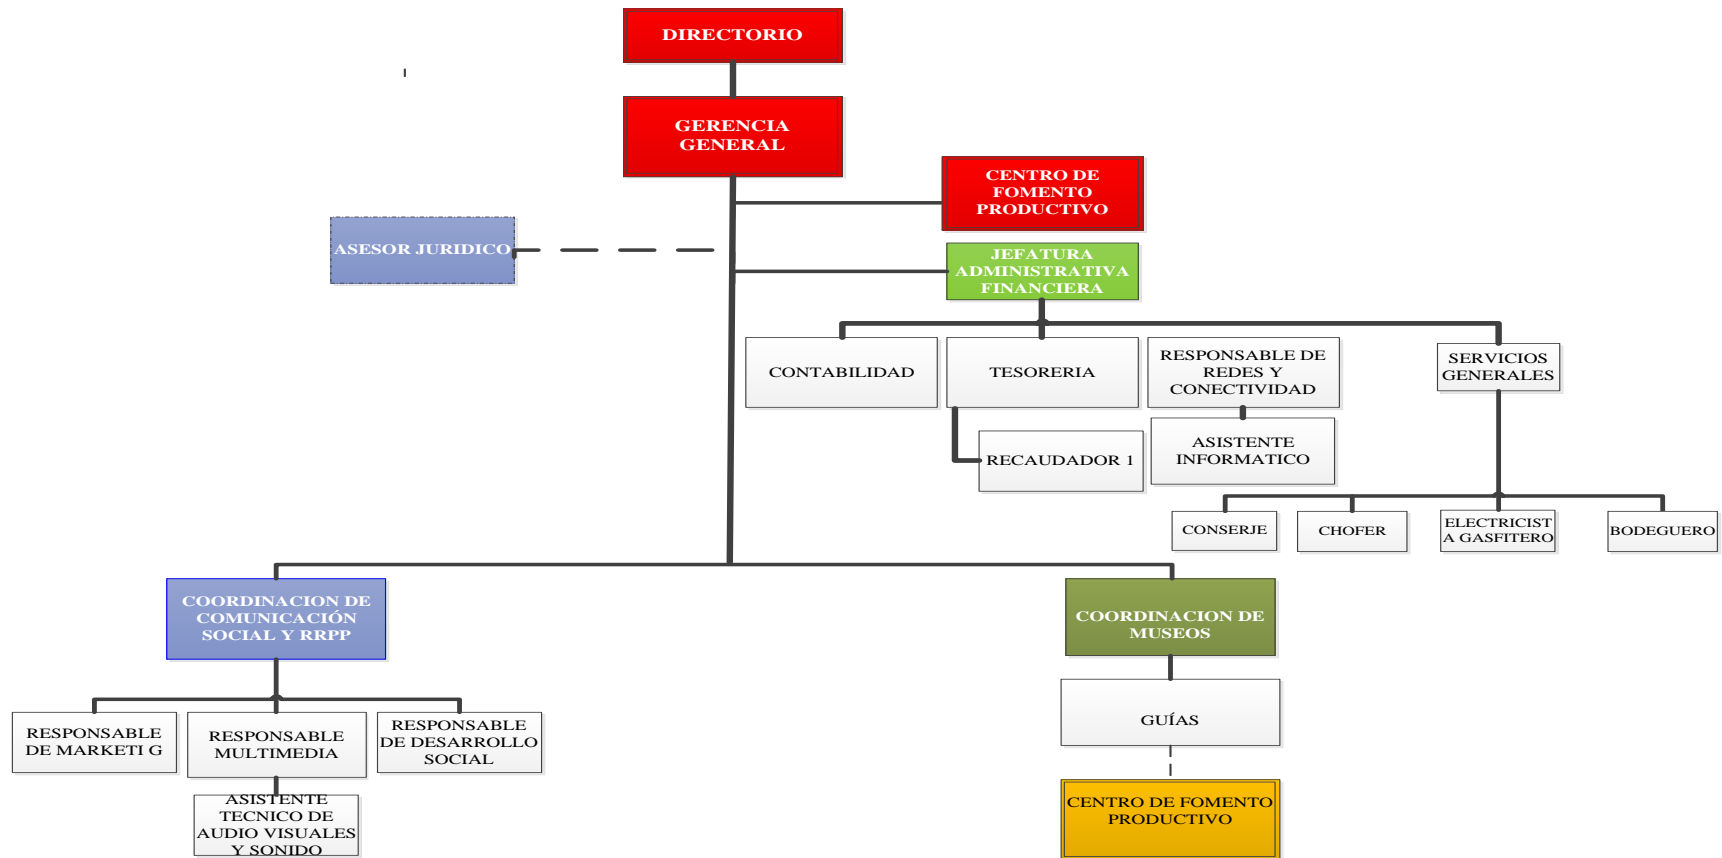 DIRECTORIO
GERENCIA
GENERAL
CENTRO DE
FOMENTO
PRODUCTIVO
ASESOR JURIDICO
JEFATURA
ADMINISTRATIVA
FINANCIERA
CONTABILIDAD
TESORERIA
RESPONSABLE DE
REDES Y
CONECTIVIDAD
SERVICIOS
GENERALES
RECAUDADOR 1
ASISTENTE
INFORMATICO
CONSERJE
CHOFER
ELECTRICIST
A GASFITERO
BODEGUERO
COORDINACION DE
COMUNICACIÓN
SOCIAL Y RRPP
COORDINACION DE
MUSEOS
RESPONSABLE
DE MARKETI G
RESPONSABLE
MULTIMEDIA
RESPONSABLE
DE DESARROLLO
SOCIAL
GUÍAS
ASISTENTE
TECNICO DE
AUDIO VISUALES
Y SONIDO
CENTRO DE FOMENTO
PRODUCTIVO